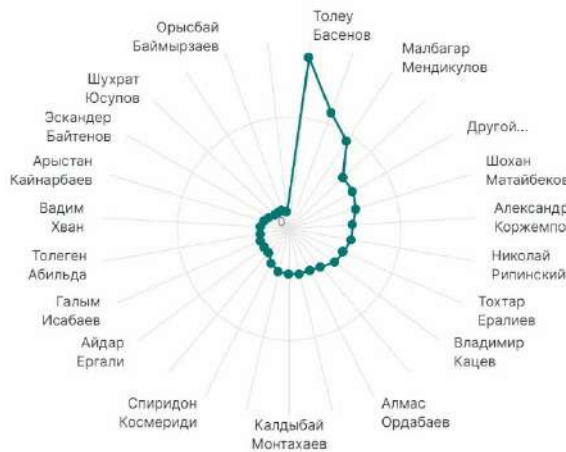 Толеу
Басенов
Малбагар
Мендикулов
Другой...
Шохан
Матайбеков
Александр
Коржемпо
Николай
Рипинский
Тохтар
Ералиев
Владимир
Кацев
Алмас
Ордабаев
Калдыбай
Монтахаев
Спиридон
Космериди
Айдар
Ергали
Галым
Исабаев
Толеген
Абильда
Вадим
Хван
Арыстан
Кайнарбаев
Эскандер
Байтенов
Шухрат
Юсупов
Орысбай
Баймырзаев
0